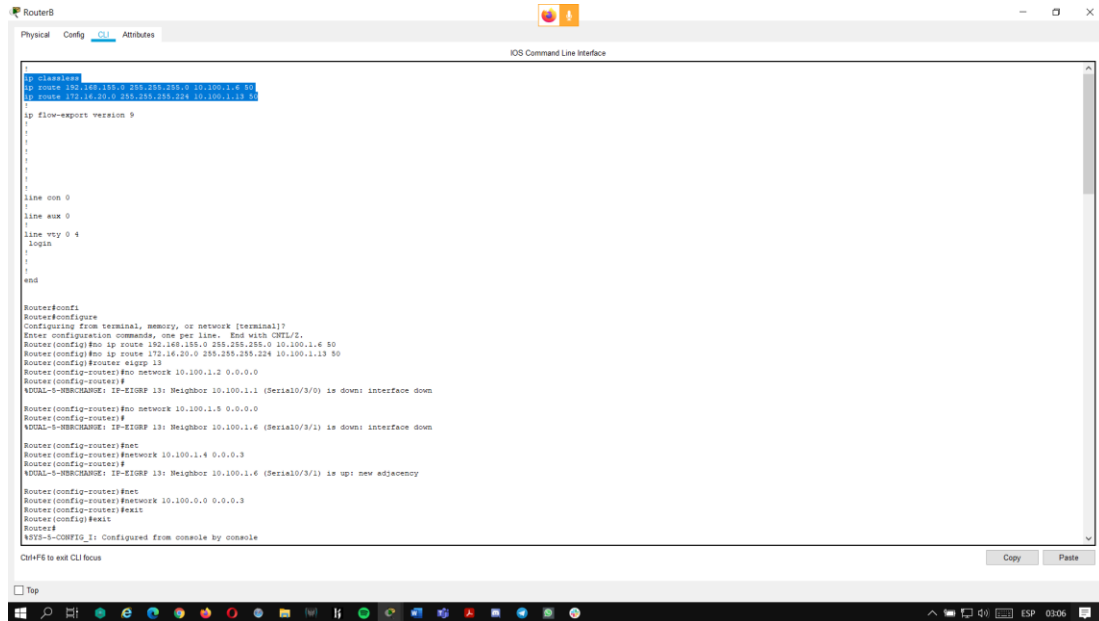 RouterB
Physical Config CLI Attributes
IOS Command Line Interface
!
ip classless
ip route 192.168.155.0 255.255.255.0 10.100.1.6 50
ip route 172.16.20.0 255.255.255.224 10.100.1.13 50
!
ip flow-export version 9
!
!
!
!
!
!
!
!
line con 0
!
line aux 0
!
line vty 0 4
login
!
!
!
end
Router#confi
Router#configure
Configuring from terminal, memory, or network [terminal]?
Enter configuration commands, one per line. End with CNTL/Z.
Router(config)#no ip route 192.168.155.0 255.255.255.0 10.100.1.6 50
Router(config)#no ip route 172.16.20.0 255.255.255.224 10.100.1.13 50
Router(config)#router eigrp 13
Router(config-router)#no network 10.100.1.2 0.0.0.0
Router(config-router)#
%DUAL-5-NBRCHANGE: IP-EIGRP 13: Neighbor 10.100.1.1 (Serial0/3/0) is down: interface down
Router(config-router)#no network 10.100.1.5 0.0.0.0
Router(config-router)#
%DUAL-5-NBRCHANGE: IP-EIGRP 13: Neighbor 10.100.1.6 (Serial0/3/1) is down: interface down
Router(config-router)#net
Router(config-router)#network 10.100.1.4 0.0.0.3
Router(config-router)#
%DUAL-5-NBRCHANGE: IP-EIGRP 13: Neighbor 10.100.1.6 (Serial0/3/1) is up: new adjacency
Router(config-router)#net
Router(config-router)#network 10.100.0.0 0.0.0.3
Router(config-router)#exit
Router(config)#exit
Router#
%SYS-5-CONFIG_I: Configured from console by console
Ctrl+F6 to exit CLI focus
Copy Paste
Top
ESP 03:06